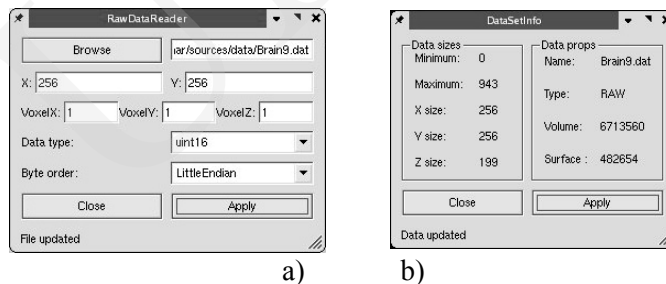 RawDataReader
Browse
ar/sources/data/Brain9.dat
X: 256 Y: 256
VoxelX: 1 VoxelY: 1 VoxelZ: 1
Data type: uint16
Byte order: LittleEndian
Close Apply
File updated
a)
DataSetInfo
Data sizes
Minimum: 0
Maximum: 943
X size: 256
Y size: 256
Z size: 199
Data props
Name: Brain9.dat
Type: RAW
Volume: 6713560
Surface : 482654
Close Apply
Data updated
b)